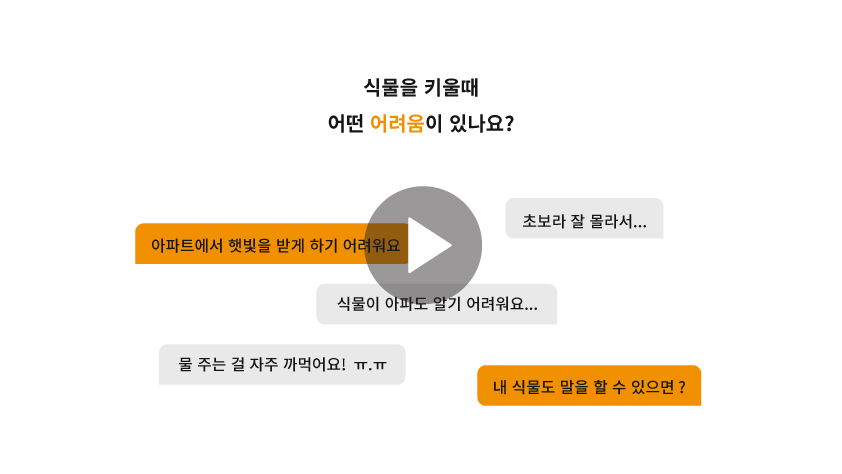 식물을 키울때
어떤 어려움이 있나요?
초보라 잘 몰라서...
아파트에서 햇빛을 받게 하기 어려워요
식물이 아파도 알기 어려워요...
물 주는 걸 자주 까먹어요! ㅠ.ㅠ
내 식물도 말을 할 수 있으면 ?